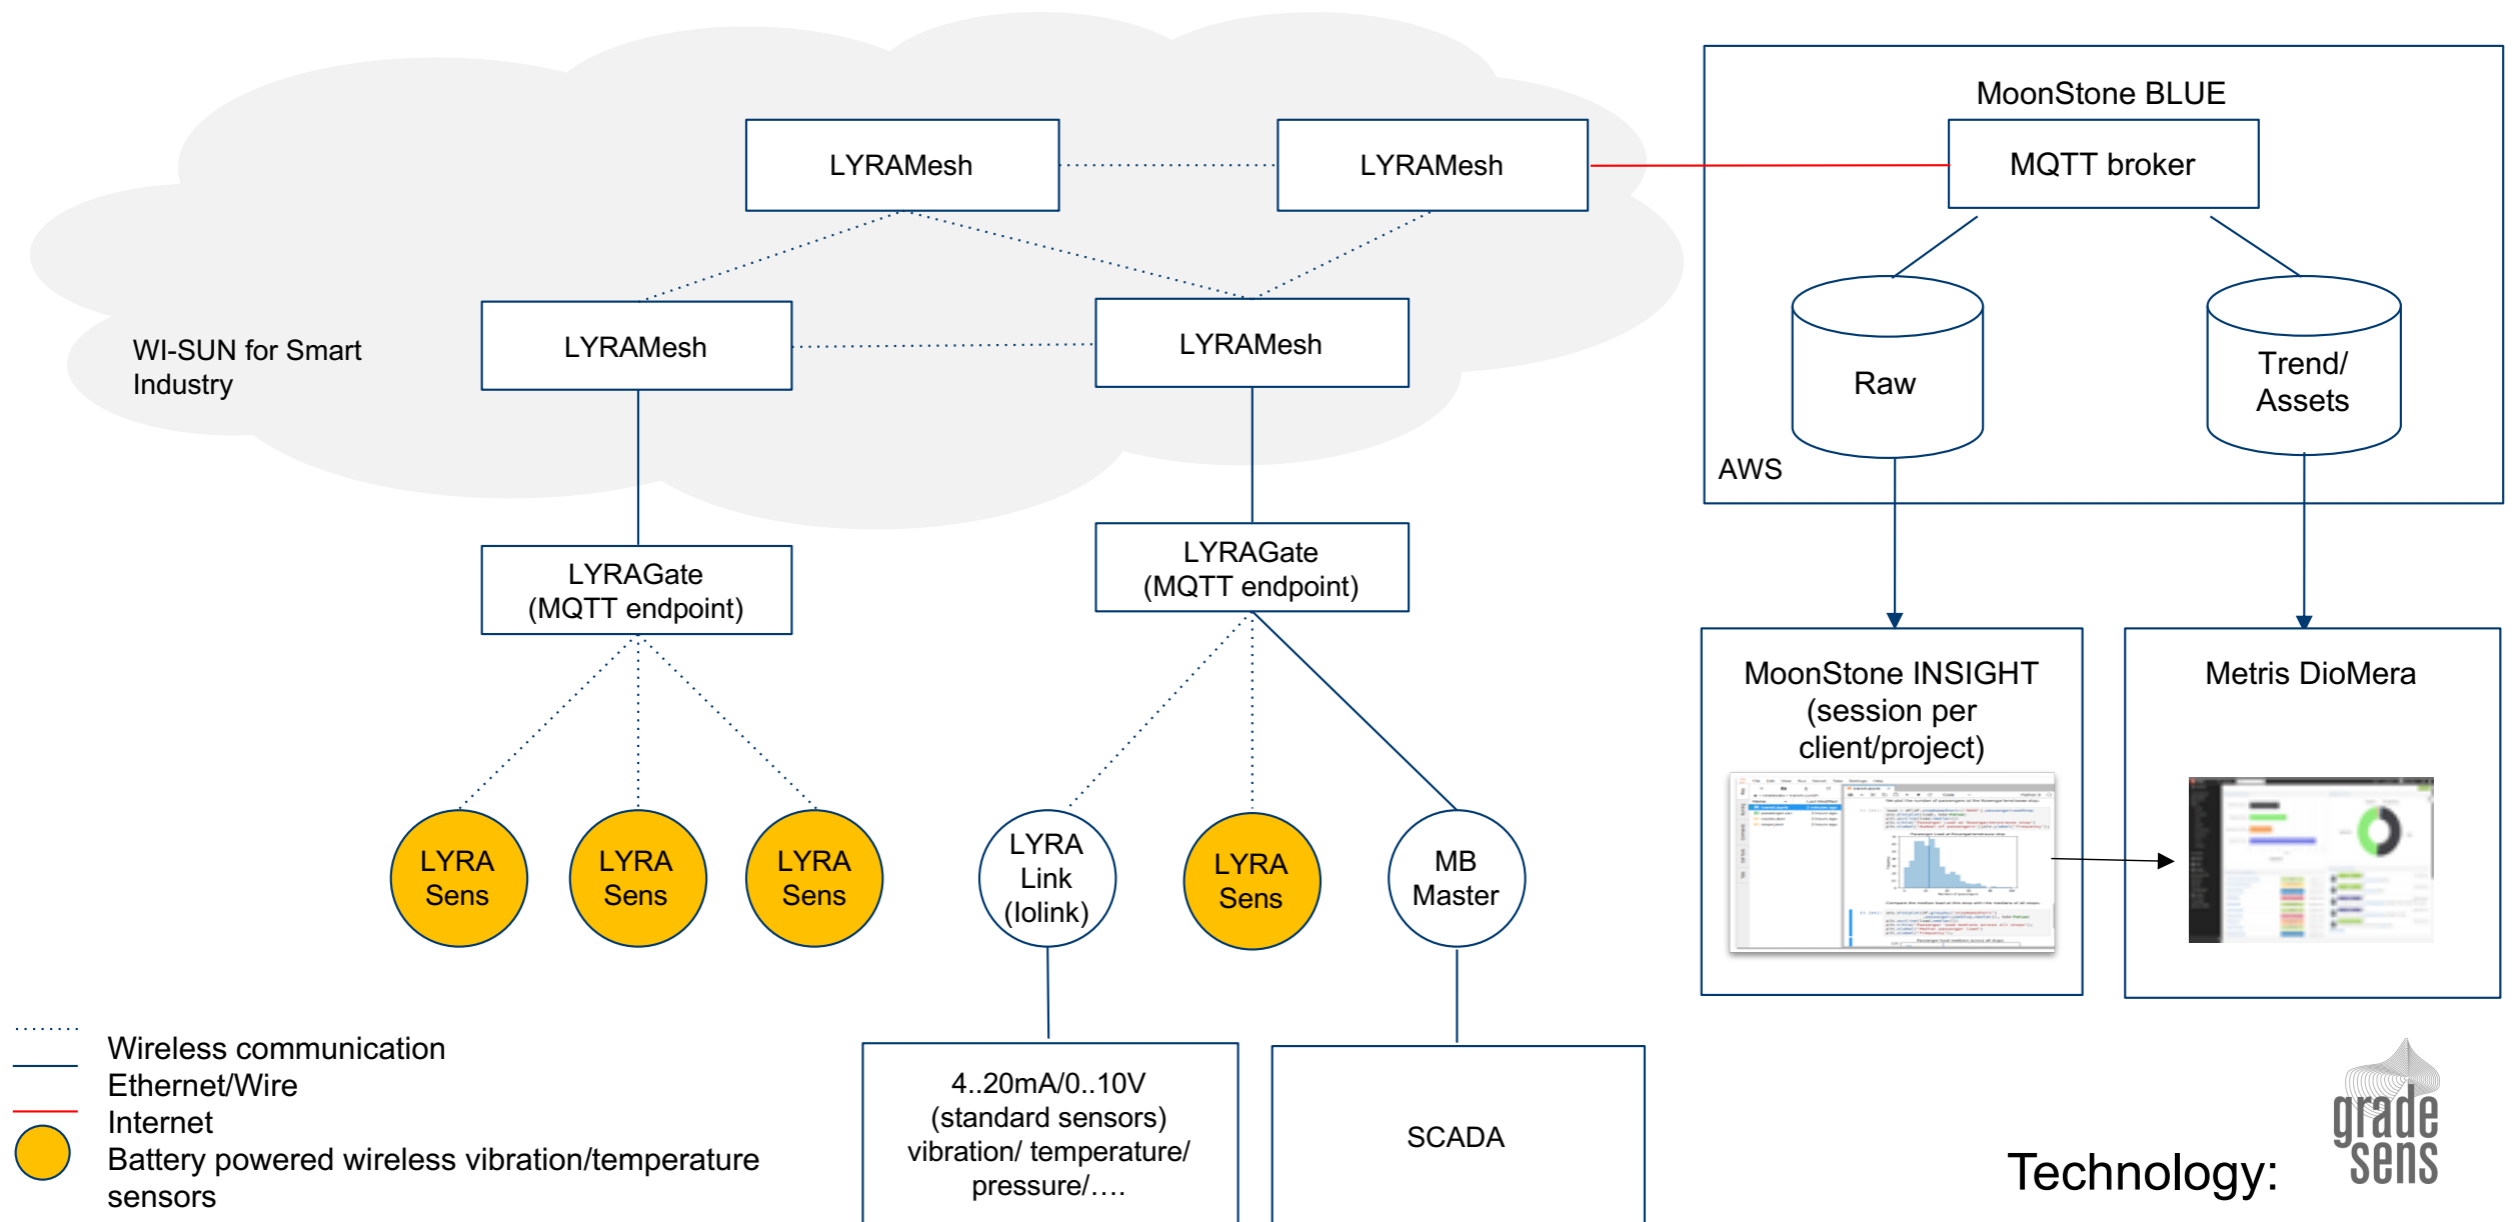 MoonStone BLUE
LYRAMesh
LYRAMesh
MQTT broker
WI-SUN for Smart
Industry
LYRAMesh
LYRAMesh
Raw
Trend/
Assets
AWS
LYRAGate
(MQTT endpoint)
LYRAGate
(MQTT endpoint)
MoonStone INSIGHT
(session per
client/project)
Metris DioMera
LYRA
Sens
LYRA
Sens
LYRA
Sens
LYRA
Link
(Iolink)
LYRA
Sens
MB
Master
Wireless communication
Ethernet/Wire
Internet
Battery powered wireless vibration/temperature
sensors
4..20mA/0..10V
(standard sensors)
vibration/ temperature/
pressure/....
SCADA
Technology:
grade
sens